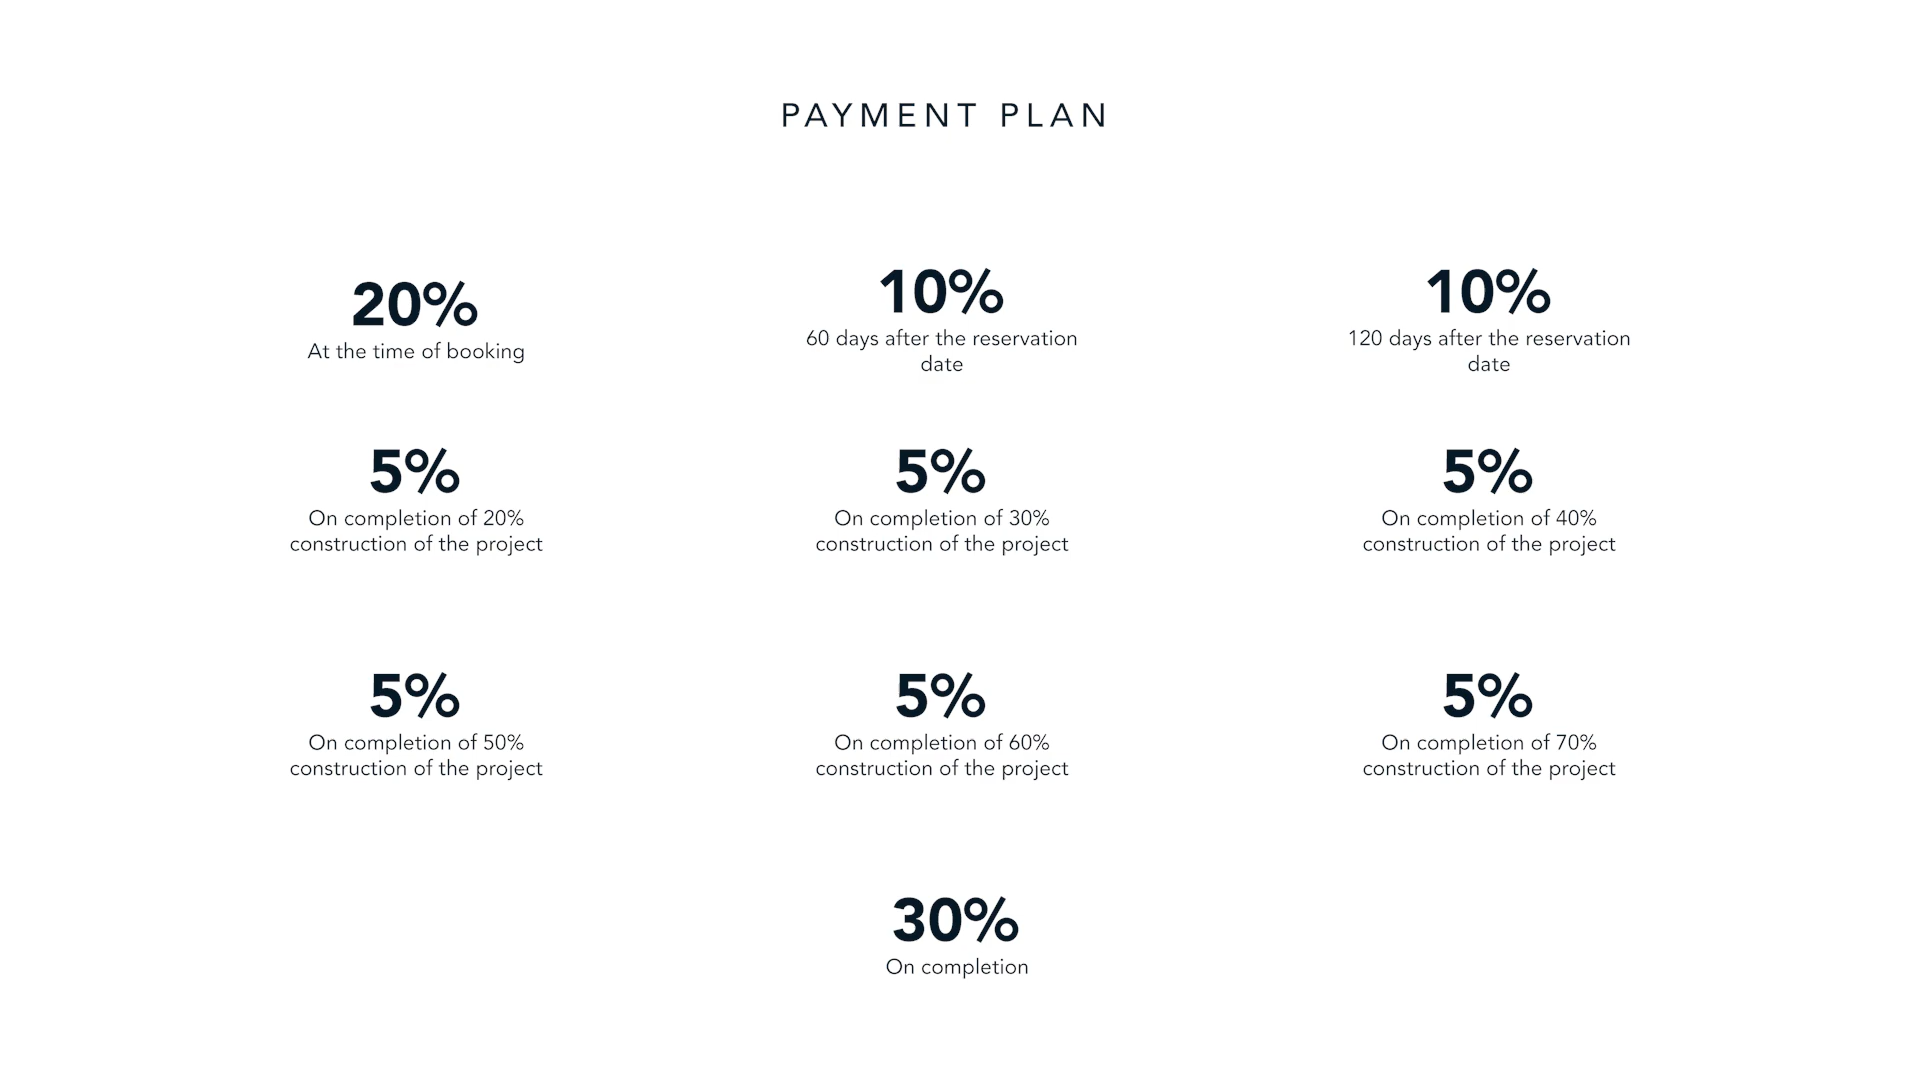 PAYMENT PLAN
20%
At the time of booking
10%
60 days after the reservation
date
10%
120 days after the reservation
date
5%
On completion of 20%
construction of the project
5%
On completion of 30%
construction of the project
5%
On completion of 40%
construction of the project
5%
On completion of 50%
construction of the project
5%
On completion of 60%
construction of the project
5%
On completion of 70%
construction of the project
30%
On completion